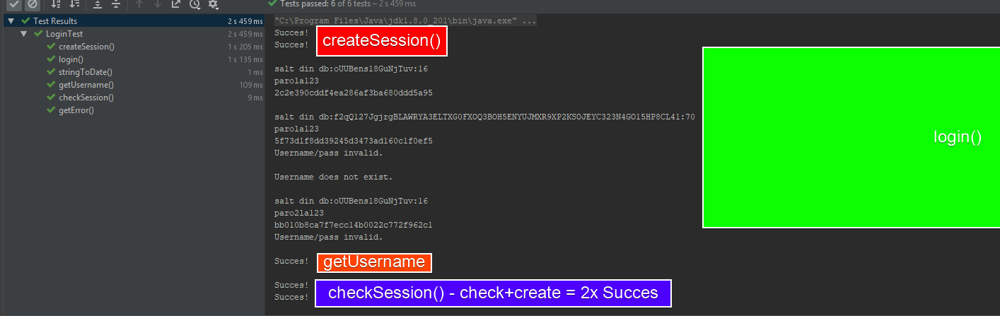 Tests passed: 6 of 6 tests – 2 s 459 ms
Test Results 2 s 459 ms
LoginTest 2 s 459 ms
createSession() 1 s 205 ms
login() 1 s 135 ms
stringToDate() 1 ms
getUsername() 109 ms
checkSession() 9 ms
getError()
"C:\Program Files\Java\jdk1.8.0_201\bin\java.exe" ...
Succes!
Succes!
createSession()
salt din db:oUUBens18GuNjTuv:16
parola123
2c2e390cddf4ea286af3ba680ddd5a95
salt din db:f2qQl27JgjrgBLAWRYA3ELTXG0FXOQ3BOH5ENYUJMXR9XP2KSOJEYC323N4GO15HP8CL41:70
parola123
5f73d1f8dd39245d3473ad160c1f0ef5
Username/pass invalid.
login()
Username does not exist.
salt din db:oUUBens18GuNjTuv:16
paro2la123
bb010b8ca7f7ecc14b0022c772f962c1
Username/pass invalid.
Succes!
getUsername
Succes!
Succes!
checkSession() - check+create = 2x Succes